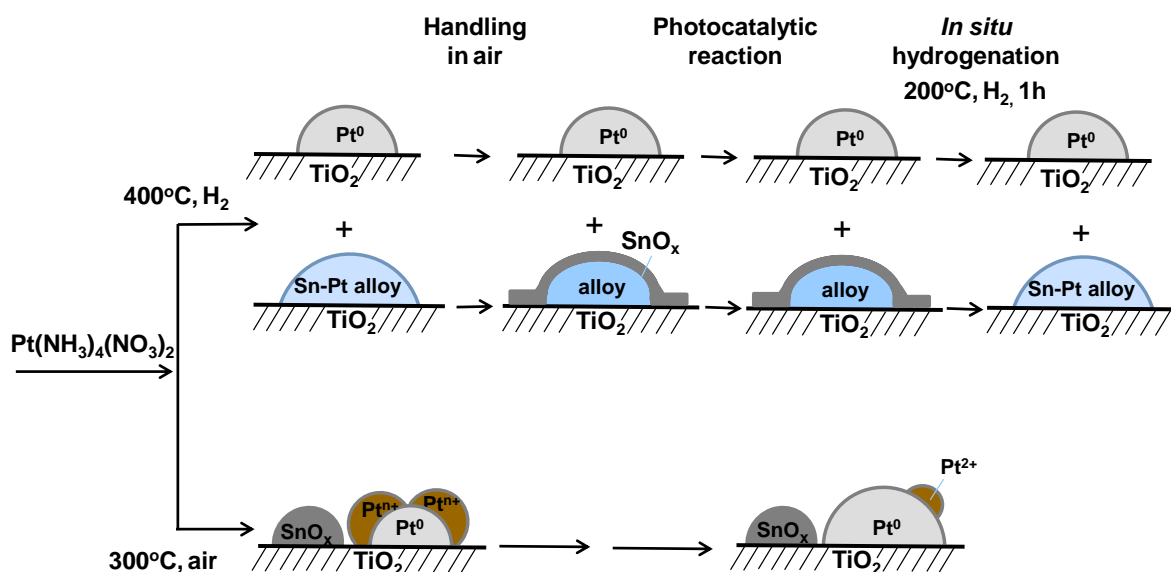 Handling
in air
Photocatalytic
reaction
In situ
hydrogenation
200°C, H₂, 1h
Pt⁰
TiO₂
Pt⁰
TiO₂
Pt⁰
TiO₂
Pt⁰
TiO₂
400°C, H₂
+
+
+
+
SnOₓ
Sn-Pt alloy
TiO₂
alloy
TiO₂
alloy
TiO₂
Sn-Pt alloy
TiO₂
Pt(NH₃)₄(NO₃)₂
300°C, air
SnOₓ
Ptⁿ⁺
Ptⁿ⁺
Pt⁰
TiO₂
Pt²⁺
SnOₓ
Pt⁰
TiO₂